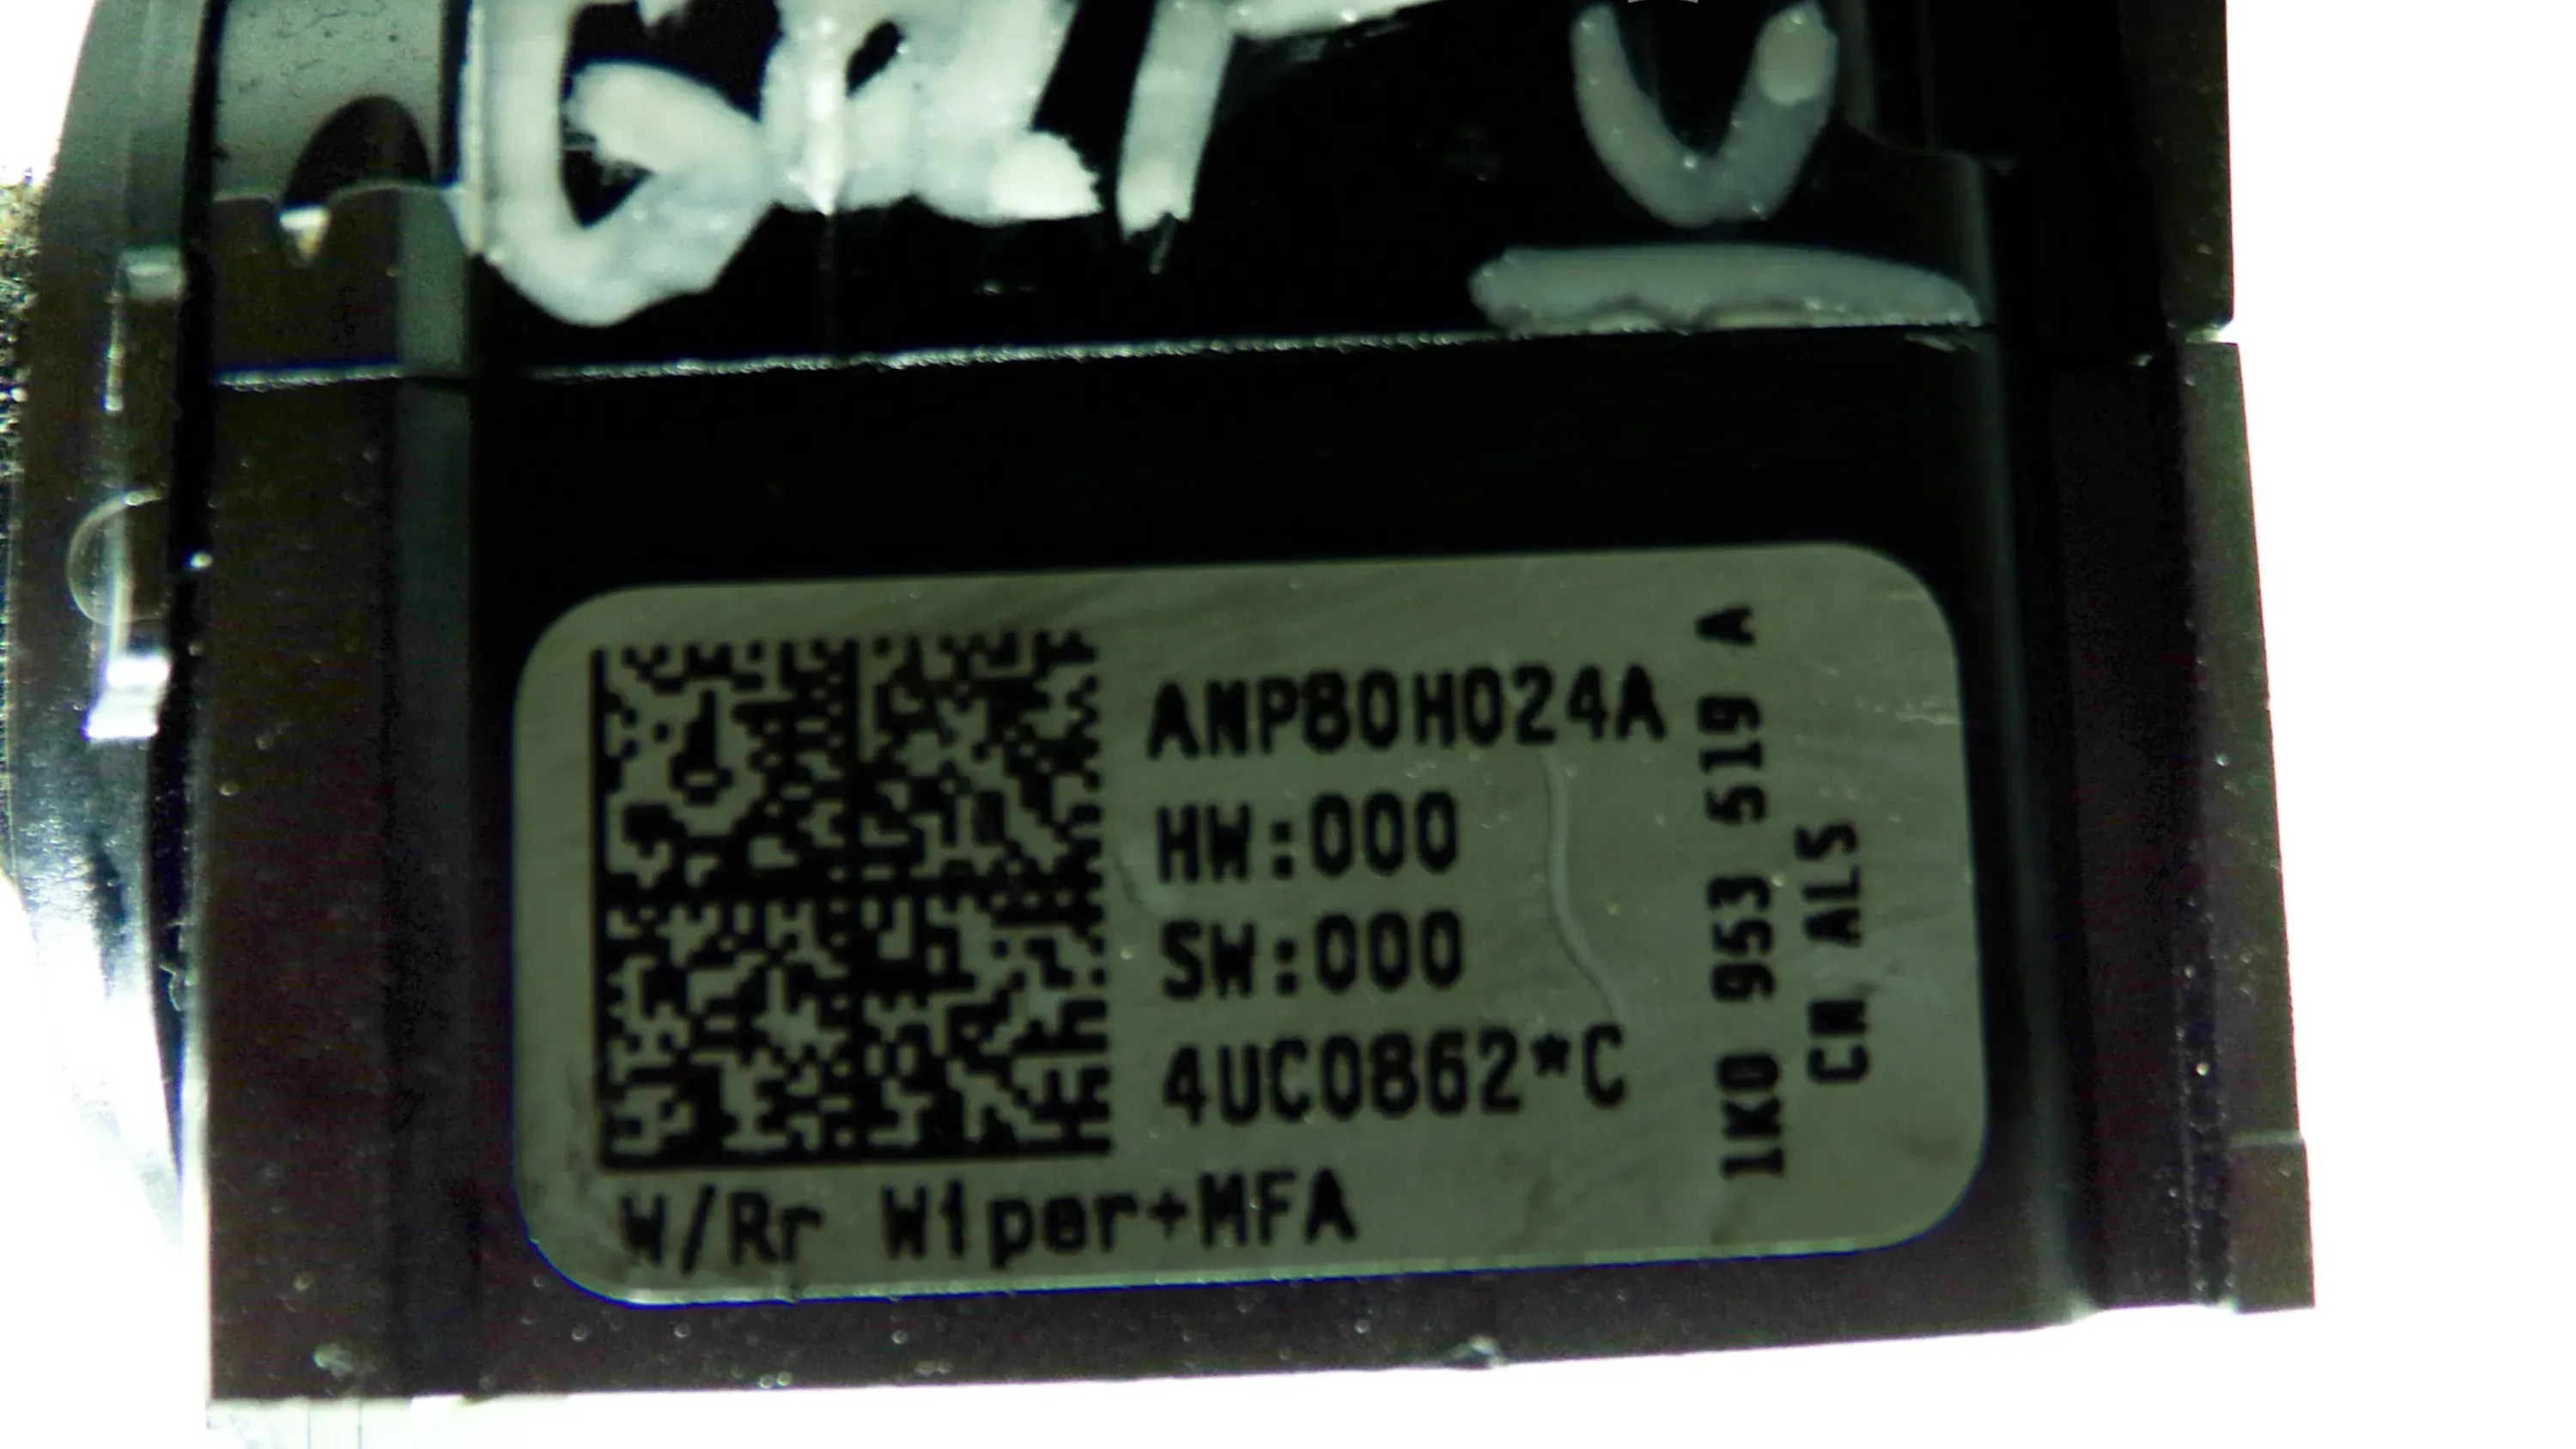 ANP80H024A
HW:000
SW:000
4UC0862*C
W/Rr Wiper+MFA
1K0 953 519 A
CN ALS